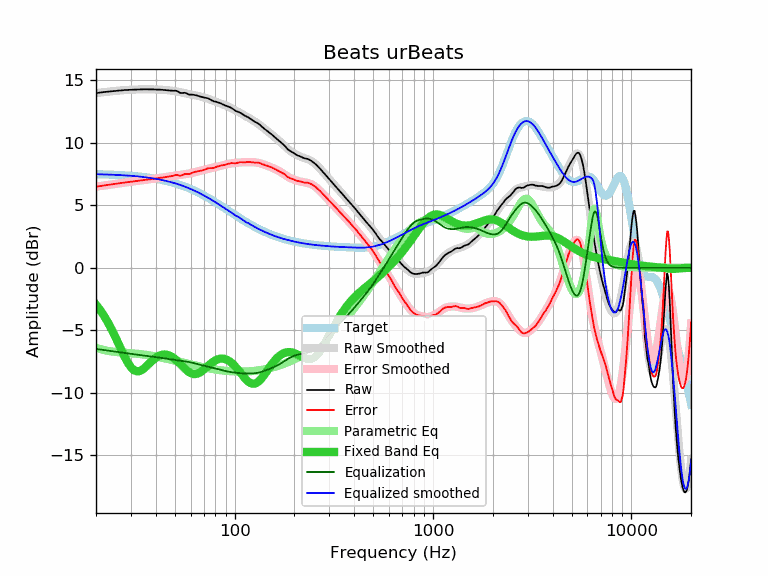 Beats urBeats
15
10
5
0
−5
−10
−15
Amplitude (dBr)
Target
Raw Smoothed
Error Smoothed
Raw
Error
Parametric Eq
Fixed Band Eq
Equalization
Equalized smoothed
100
1000
10000
Frequency (Hz)